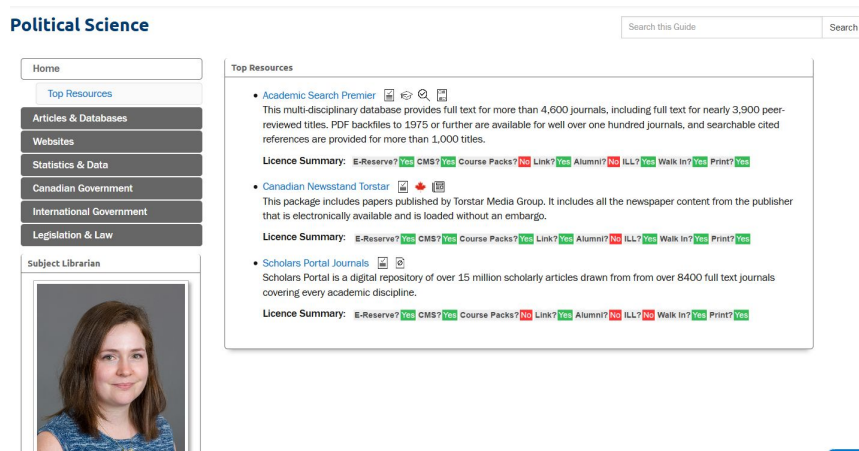 Political Science
Search this Guide
Search
Home
Top Resources
Articles & Databases
Websites
Statistics & Data
Canadian Government
International Government
Legislation & Law
Subject Librarian
Top Resources
Academic Search Premier
This multi-disciplinary database provides full text for more than 4,600 journals, including full text for nearly 3,900 peer-
reviewed titles. PDF backfiles to 1975 or further are available for well over one hundred journals, and searchable cited
references are provided for more than 1,000 titles.
Licence Summary: E-Reserve? Yes CMS? Yes Course Packs? No Link? Yes Alumni? No ILL? Yes Walk In? Yes Print? Yes
Canadian Newsstand Torstar
This package includes papers published by Torstar Media Group. It includes all the newspaper content from the publisher
that is electronically available and is loaded without an embargo.
Licence Summary: E-Reserve? Yes CMS? Yes Course Packs? Yes Link? Yes Alumni? No ILL? Yes Walk In? Yes Print? Yes
Scholars Portal Journals
Scholars Portal is a digital repository of over 15 million scholarly articles drawn from from over 8400 full text journals
covering every academic discipline.
Licence Summary: E-Reserve? Yes CMS? Yes Course Packs? No Link? Yes Alumni? No ILL? No Walk In? Yes Print? Yes